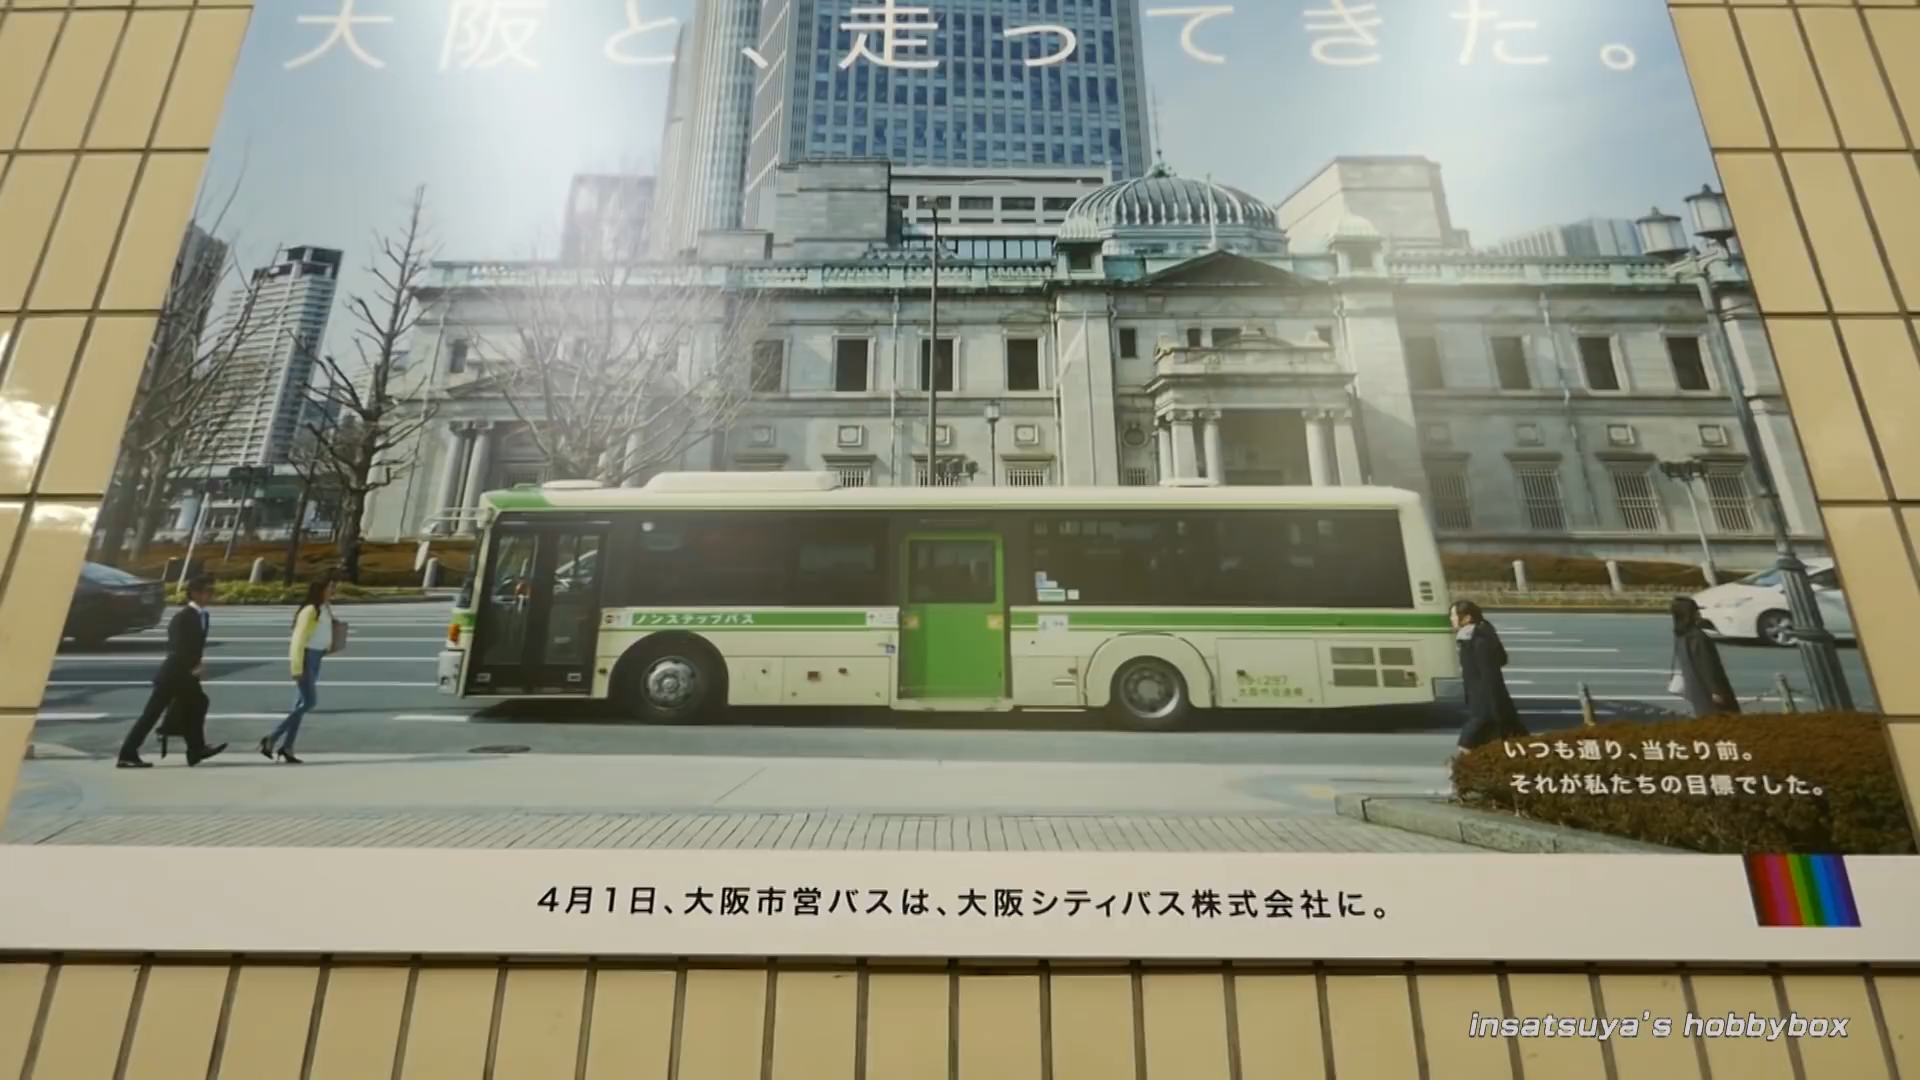 大阪と、走ってきた。
ノンステップバス
いつも通り、当たり前。
それが私たちの目標でした。
4月1日、大阪市営バスは、大阪シティバス株式会社に。
insatsuya's hobbybox